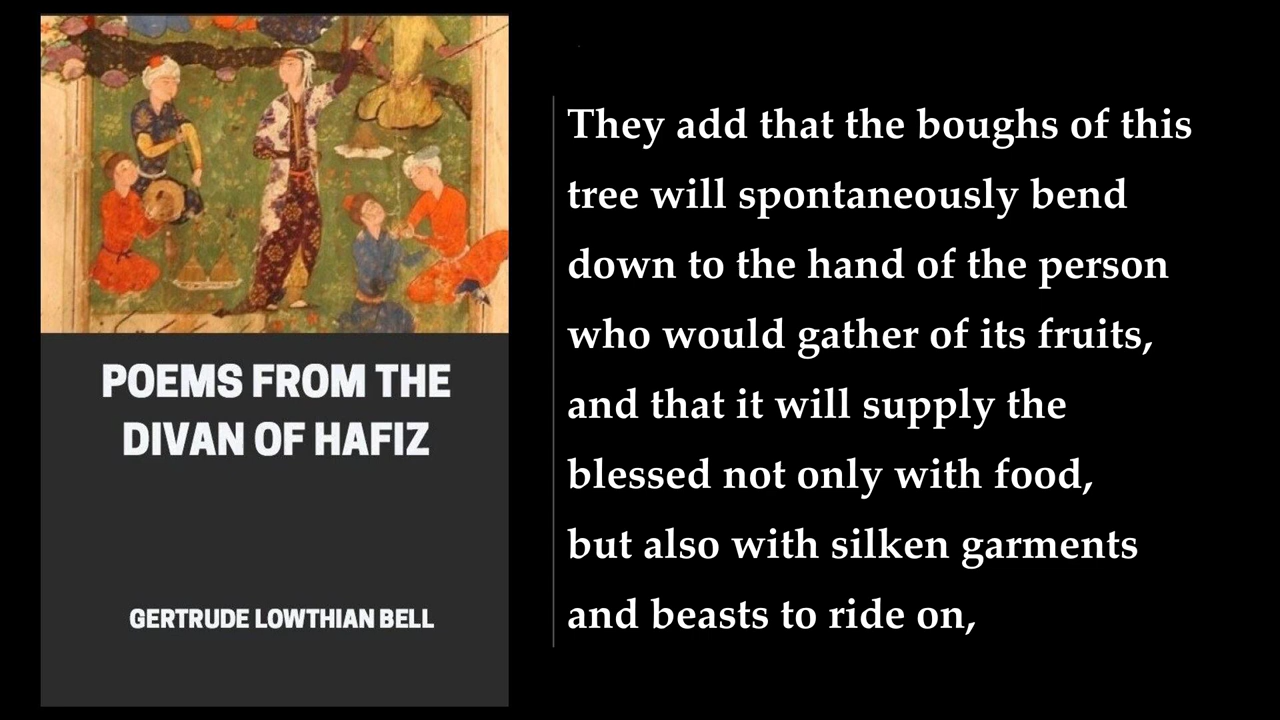 POEMS FROM THE
DIVAN OF HAFIZ
GERTRUDE LOWTHIAN BELL
They add that the boughs of this
tree will spontaneously bend
down to the hand of the person
who would gather of its fruits,
and that it will supply the
blessed not only with food,
but also with silken garments
and beasts to ride on,